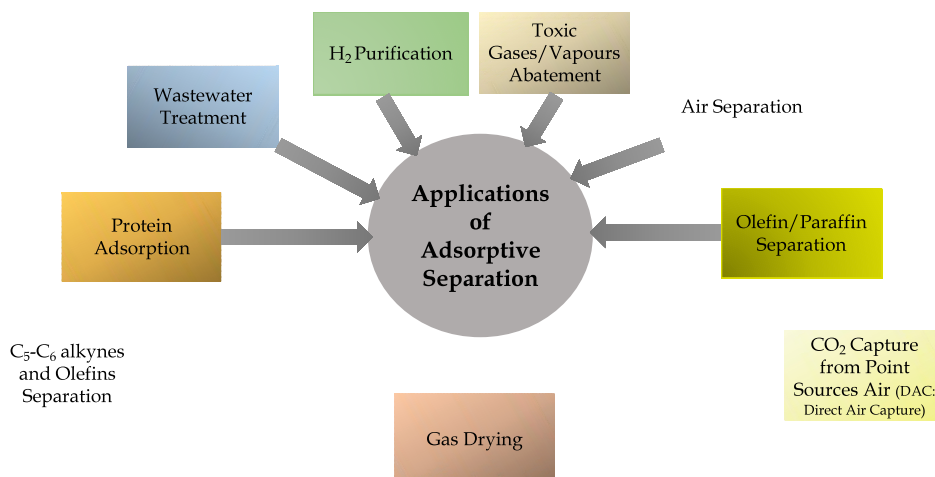 H₂ Purification
Toxic
Gases/Vapours
Abatement
Wastewater
Treatment
Air Separation
Applications
of
Adsorptive
Separation
Protein
Adsorption
Olefin/Paraffin
Separation
C₅-C₆ alkynes
and Olefins
Separation
CO₂ Capture
from Point
Sources Air (DAC:
Direct Air Capture)
Gas Drying